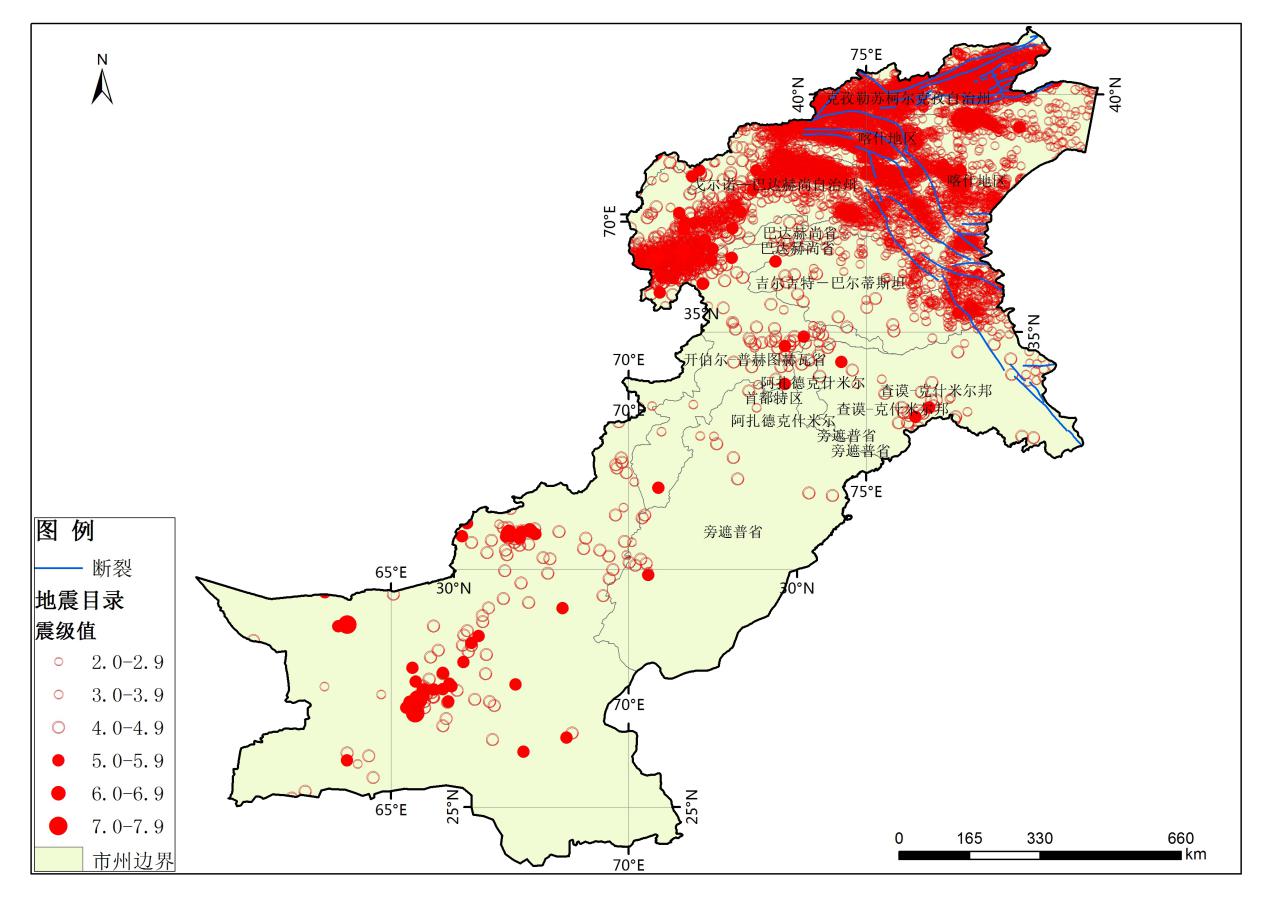 N
75°E
40°N
40°N
克孜勒苏柯尔克孜自治州
喀什地区
喀什地区
戈尔诺-巴达赫尚自治州
70°E
巴达赫尚省
巴达赫尚省
吉尔吉特-巴尔蒂斯坦
35°N
35°N
70°E
开伯尔-普赫图赫瓦省
阿扎德克什米尔
首都特区
查谟-克什米尔邦
查谟-克什米尔邦
70°E
阿扎德克什米尔
旁遮普省
旁遮普省
75°E
旁遮普省
65°E
30°N
30°N
70°E
65°E
25°N
25°N
70°E
图 例
断裂
地震目录
震级值
2.0-2.9
3.0-3.9
4.0-4.9
5.0-5.9
6.0-6.9
7.0-7.9
市州边界
0 165 330 660
km